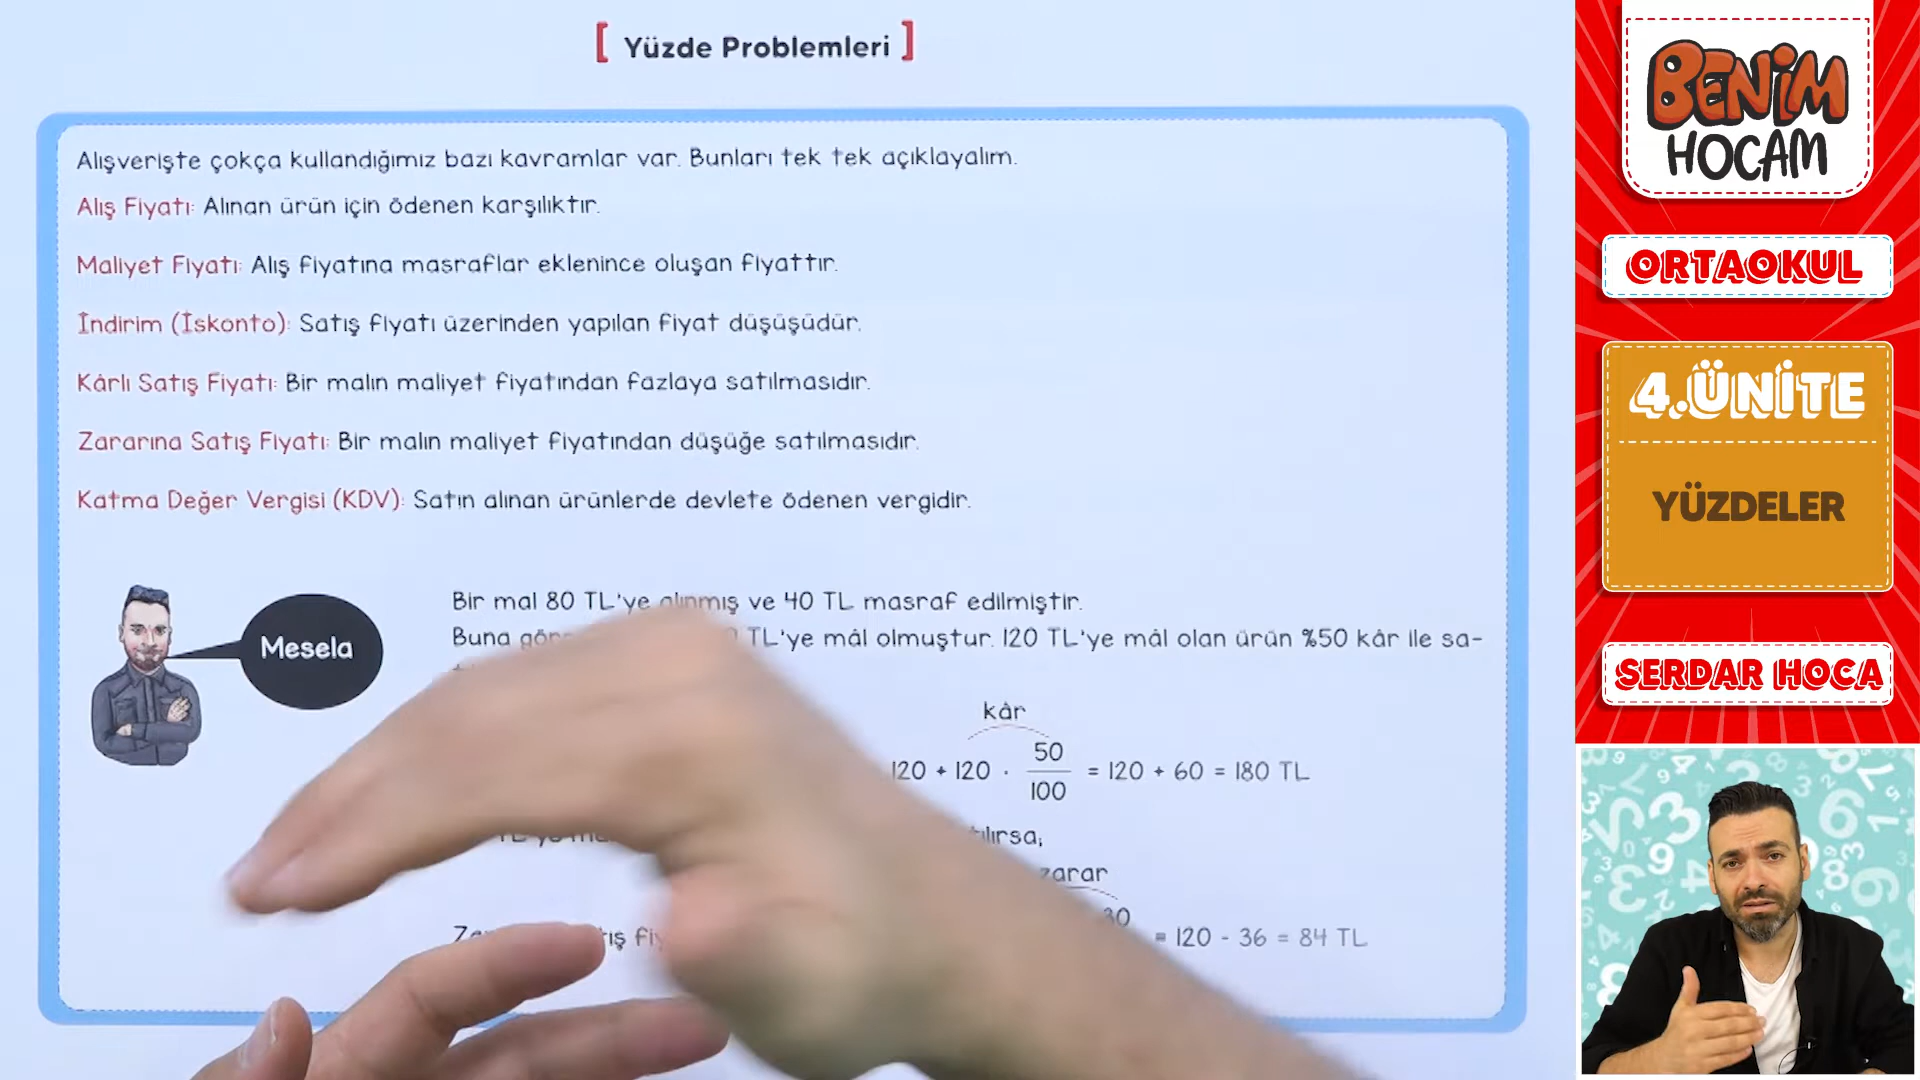 [ Yüzde Problemleri ]
Alışverişte çokça kullandığımız bazı kavramlar var. Bunları tek tek açıklayalım.
Alış Fiyatı: Alınan ürün için ödenen karşılıktır.
Maliyet Fiyatı: Alış fiyatına masraflar eklenince oluşan fiyattır.
İndirim (İskonto): Satış fiyatı üzerinden yapılan fiyat düşüşüdür.
Kârlı Satış Fiyatı: Bir malın maliyet fiyatından fazlaya satılmasıdır.
Zararına Satış Fiyatı: Bir malın maliyet fiyatından düşüğe satılmasıdır.
Katma Değer Vergisi (KDV): Satın alınan ürünlerde devlete ödenen vergidir.
Mesela
Bir mal 80 TL'ye alınmış ve 40 TL masraf edilmiştir.
Buna TL'ye mâl olmuştur. 120 TL'ye mâl olan ürün %50 kâr ile sa-
kâr
120 + 120 · 50/100 = 120 + 60 = 180 TL
zarar
= 120 - 36 = 84 TL
BENİM
HOCAM
ORTAOKUL
4.ÜNİTE
YÜZDELER
SERDAR HOCA